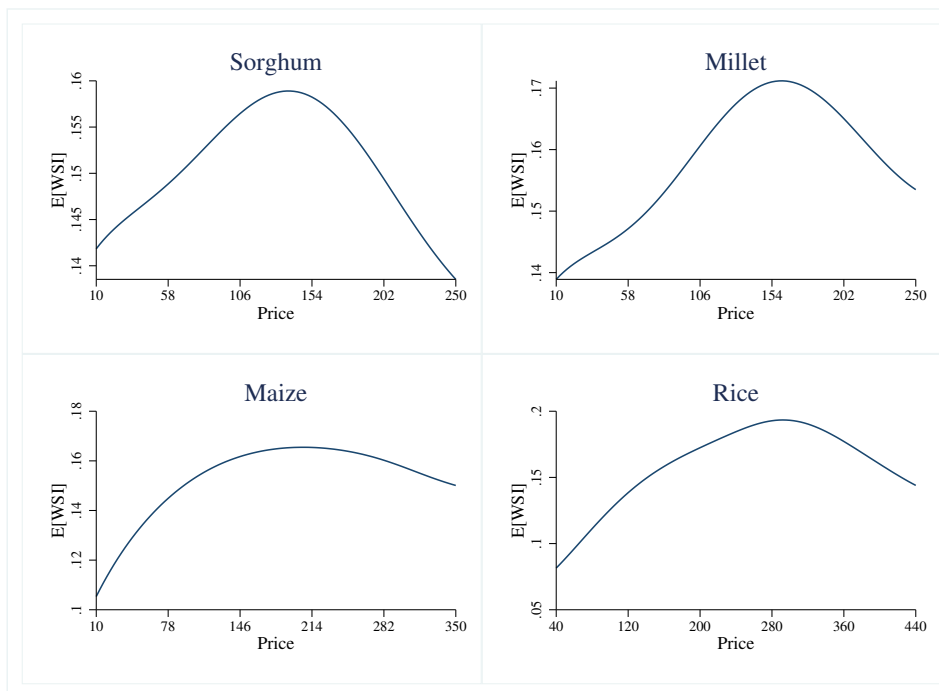 Sorghum
E[WSI]
.16
.155
.15
.145
.14
10 58 106 154 202 250
Price
Millet
E[WSI]
.17
.16
.15
.14
10 58 106 154 202 250
Price
Maize
E[WSI]
.18
.16
.14
.12
.1
10 78 146 214 282 350
Price
Rice
E[WSI]
.2
.15
.1
.05
40 120 200 280 360 440
Price